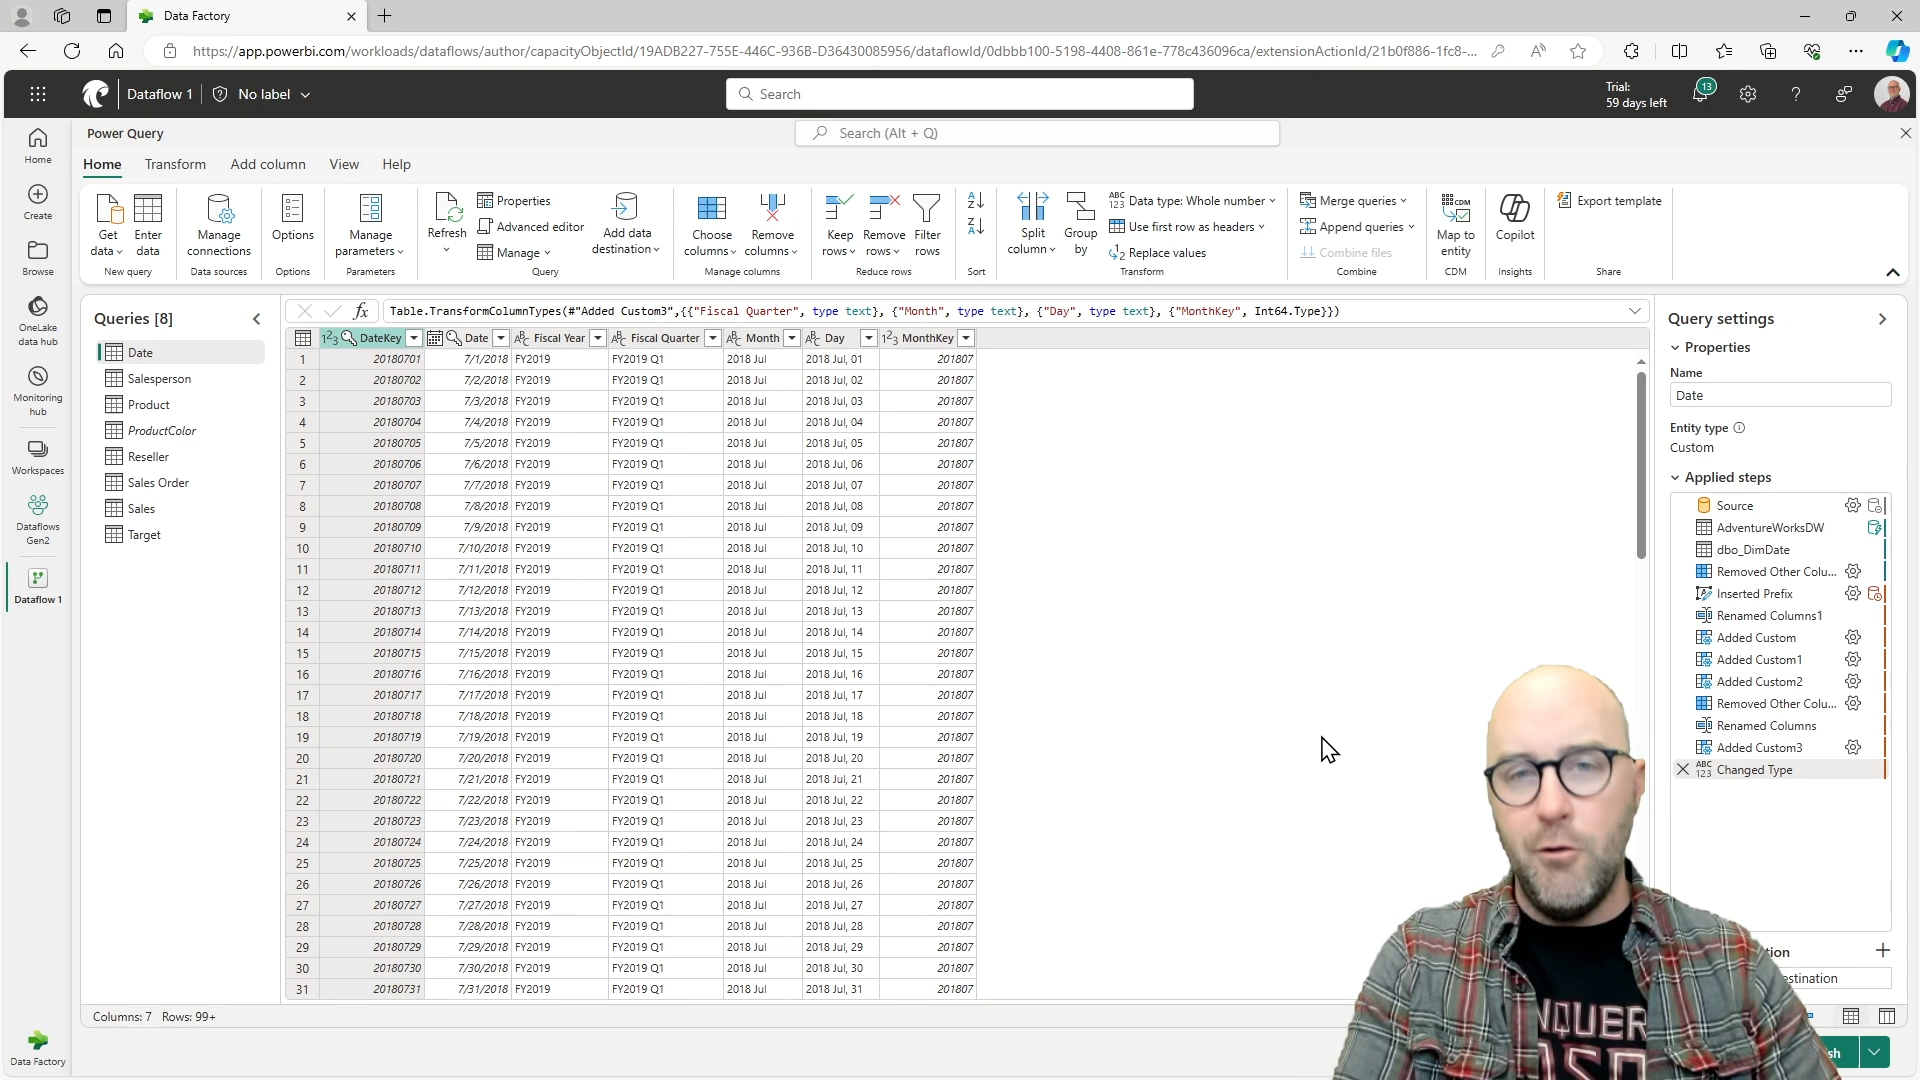 Data Factory
https://app.powerbi.com/workloads/dataflows/author/capacityObjectId/19ADB227-755E-446C-936B-D36430085956/dataflowId/0dbbb100-5198-4408-861e-778c436096ca/extensionActionId/21b0f886-1fc8-...
Dataflow 1 No label Search Trial: 59 days left 13
Power Query Search (Alt + Q)
Home Transform Add column View Help
Get data Enter data Manage connections Options Manage parameters Refresh Properties Advanced editor Manage Add data destination Choose columns Remove columns Keep rows Remove rows Filter rows Split column Group by Data type: Whole number Use first row as headers Replace values Merge queries Append queries Combine files Map to entity Copilot Export template
New query Data sources Options Parameters Query Manage columns Reduce rows Sort Transform Combine CDM Insights Share
Home
Create
Browse
OneLake data hub
Monitoring hub
Workspaces
Dataflows Gen2
Dataflow 1
Data Factory
Queries [8]
Date
Salesperson
Product
ProductColor
Reseller
Sales Order
Sales
Target
fx Table.TransformColumnTypes(#"Added Custom3",{{"Fiscal Quarter", type text}, {"Month", type text}, {"Day", type text}, {"MonthKey", Int64.Type}})
DateKey Date Fiscal Year Fiscal Quarter Month Day MonthKey
1 20180701 7/1/2018 FY2019 FY2019 Q1 2018 Jul 2018 Jul, 01 201807
2 20180702 7/2/2018 FY2019 FY2019 Q1 2018 Jul 2018 Jul, 02 201807
3 20180703 7/3/2018 FY2019 FY2019 Q1 2018 Jul 2018 Jul, 03 201807
4 20180704 7/4/2018 FY2019 FY2019 Q1 2018 Jul 2018 Jul, 04 201807
5 20180705 7/5/2018 FY2019 FY2019 Q1 2018 Jul 2018 Jul, 05 201807
6 20180706 7/6/2018 FY2019 FY2019 Q1 2018 Jul 2018 Jul, 06 201807
7 20180707 7/7/2018 FY2019 FY2019 Q1 2018 Jul 2018 Jul, 07 201807
8 20180708 7/8/2018 FY2019 FY2019 Q1 2018 Jul 2018 Jul, 08 201807
9 20180709 7/9/2018 FY2019 FY2019 Q1 2018 Jul 2018 Jul, 09 201807
10 20180710 7/10/2018 FY2019 FY2019 Q1 2018 Jul 2018 Jul, 10 201807
11 20180711 7/11/2018 FY2019 FY2019 Q1 2018 Jul 2018 Jul, 11 201807
12 20180712 7/12/2018 FY2019 FY2019 Q1 2018 Jul 2018 Jul, 12 201807
13 20180713 7/13/2018 FY2019 FY2019 Q1 2018 Jul 2018 Jul, 13 201807
14 20180714 7/14/2018 FY2019 FY2019 Q1 2018 Jul 2018 Jul, 14 201807
15 20180715 7/15/2018 FY2019 FY2019 Q1 2018 Jul 2018 Jul, 15 201807
16 20180716 7/16/2018 FY2019 FY2019 Q1 2018 Jul 2018 Jul, 16 201807
17 20180717 7/17/2018 FY2019 FY2019 Q1 2018 Jul 2018 Jul, 17 201807
18 20180718 7/18/2018 FY2019 FY2019 Q1 2018 Jul 2018 Jul, 18 201807
19 20180719 7/19/2018 FY2019 FY2019 Q1 2018 Jul 2018 Jul, 19 201807
20 20180720 7/20/2018 FY2019 FY2019 Q1 2018 Jul 2018 Jul, 20 201807
21 20180721 7/21/2018 FY2019 FY2019 Q1 2018 Jul 2018 Jul, 21 201807
22 20180722 7/22/2018 FY2019 FY2019 Q1 2018 Jul 2018 Jul, 22 201807
23 20180723 7/23/2018 FY2019 FY2019 Q1 2018 Jul 2018 Jul, 23 201807
24 20180724 7/24/2018 FY2019 FY2019 Q1 2018 Jul 2018 Jul, 24 201807
25 20180725 7/25/2018 FY2019 FY2019 Q1 2018 Jul 2018 Jul, 25 201807
26 20180726 7/26/2018 FY2019 FY2019 Q1 2018 Jul 2018 Jul, 26 201807
27 20180727 7/27/2018 FY2019 FY2019 Q1 2018 Jul 2018 Jul, 27 201807
28 20180728 7/28/2018 FY2019 FY2019 Q1 2018 Jul 2018 Jul, 28 201807
29 20180729 7/29/2018 FY2019 FY2019 Q1 2018 Jul 2018 Jul, 29 201807
30 20180730 7/30/2018 FY2019 FY2019 Q1 2018 Jul 2018 Jul, 30 201807
31 20180731 7/31/2018 FY2019 FY2019 Q1 2018 Jul 2018 Jul, 31 201807
Columns: 7 Rows: 99+
Query settings
Properties
Name
Date
Entity type
Custom
Applied steps
Source
AdventureWorksDW
dbo_DimDate
Removed Other Colu...
Inserted Prefix
Renamed Columns1
Added Custom
Added Custom1
Added Custom2
Removed Other Colu...
Renamed Columns
Added Custom3
Changed Type